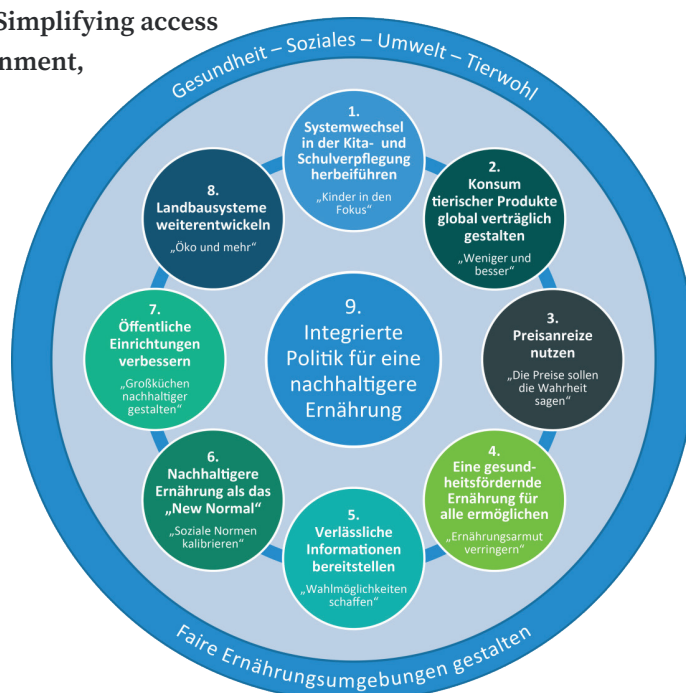 Simplifying access
nment,
Gesundheit – Soziales – Umwelt – Tierwohl
1.
Systemwechsel
in der Kita- und
Schulverpflegung
herbeiführen
„Kinder in den
Fokus“
2.
Konsum
tierischer Produkte
global verträglich
gestalten
„Weniger und
besser“
3.
Preisanreize
nutzen
„Die Preise sollen
die Wahrheit
sagen“
4.
Eine gesund-
heitsfördernde
Ernährung für
alle ermöglichen
„Ernährungsarmut
verringern“
5.
Verlässliche
Informationen
bereitstellen
„Wahlmöglichkeiten
schaffen“
6.
Nachhaltigere
Ernährung als das
„New Normal“
„Soziale Normen
kalibrieren“
7.
Öffentliche
Einrichtungen
verbessern
„Großküchen
nachhaltiger
gestalten“
8.
Landbausysteme
weiterentwickeln
„Öko und mehr“
9.
Integrierte
Politik für eine
nachhaltigere
Ernährung
Faire Ernährungsumgebungen gestalten